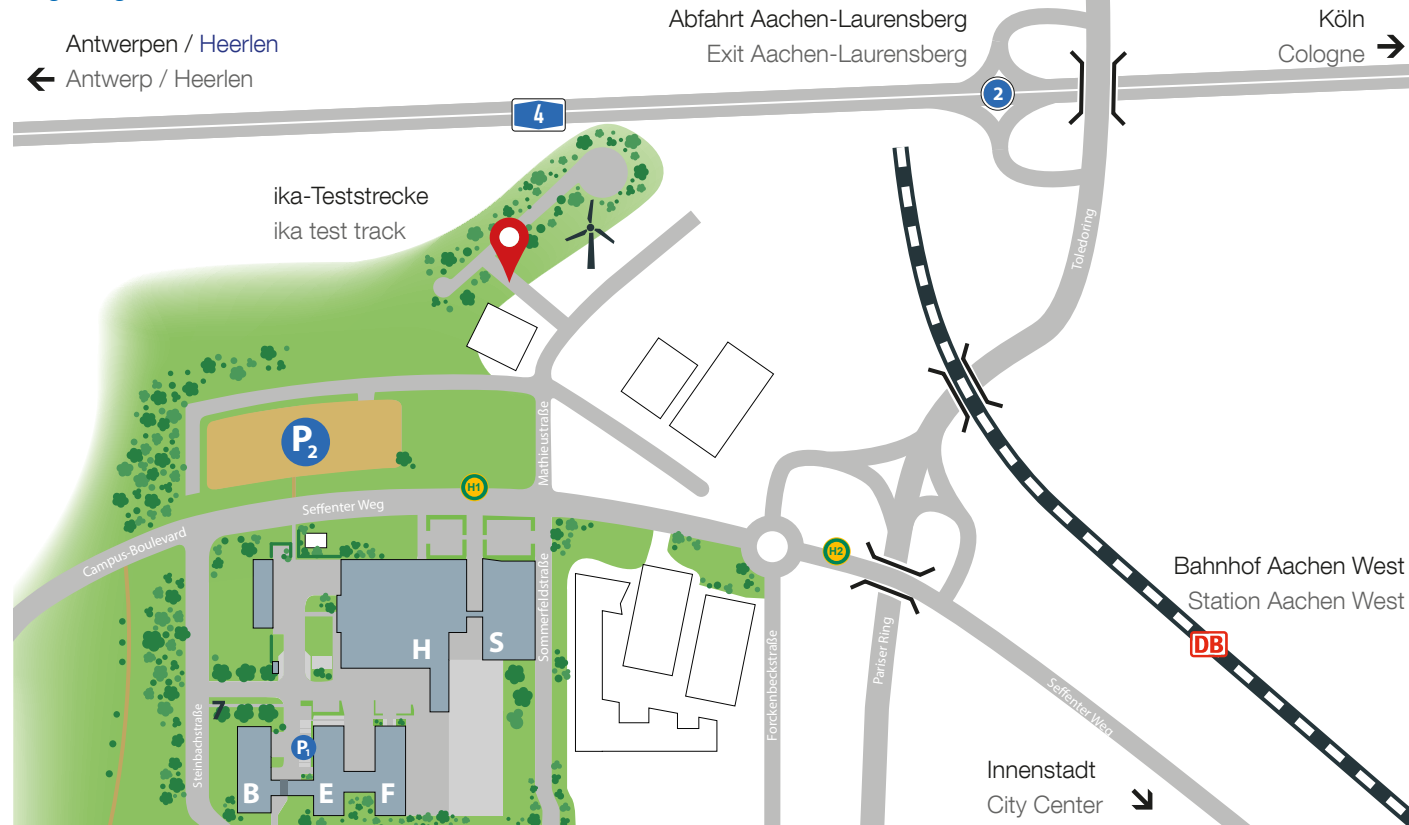 Antwerpen / Heerlen
Antwerp / Heerlen
Abfahrt Aachen-Laurensberg
Exit Aachen-Laurensberg
Köln
Cologne
4
2
ika-Teststrecke
ika test track
Toledoring
P2
Mathieustraße
H1
Seffenter Weg
Campus-Boulevard
H2
Bahnhof Aachen West
Station Aachen West
DB
H
S
Sommerfeldstraße
Forckenbeckstraße
Pariser Ring
Seffenter Weg
Steinbachstraße
7
P1
B
E
F
Innenstadt
City Center